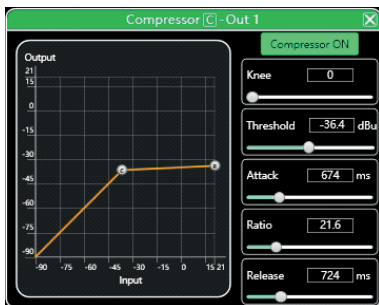 Compressor C - Out 1
Compressor ON
Output
21
15
0
-15
-30
-45
-60
-75
-90
-90 -75 -60 -45 -30 -15 0 15 21
Input
C
R
Knee 0
Threshold -36.4 dBu
Attack 674 ms
Ratio 21.6
Release 724 ms